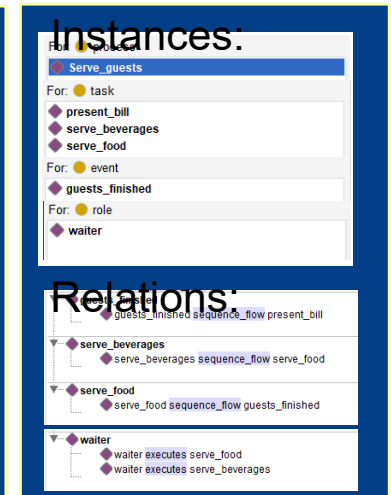 Instances:
For: process
Serve_guests
For: task
present_bill
serve_beverages
serve_food
For: event
guests_finished
For: role
waiter
Relations:
guests_finished
guests_finished sequence_flow present_bill
serve_beverages
serve_beverages sequence_flow serve_food
serve_food
serve_food sequence_flow guests_finished
waiter
waiter executes serve_food
waiter executes serve_beverages